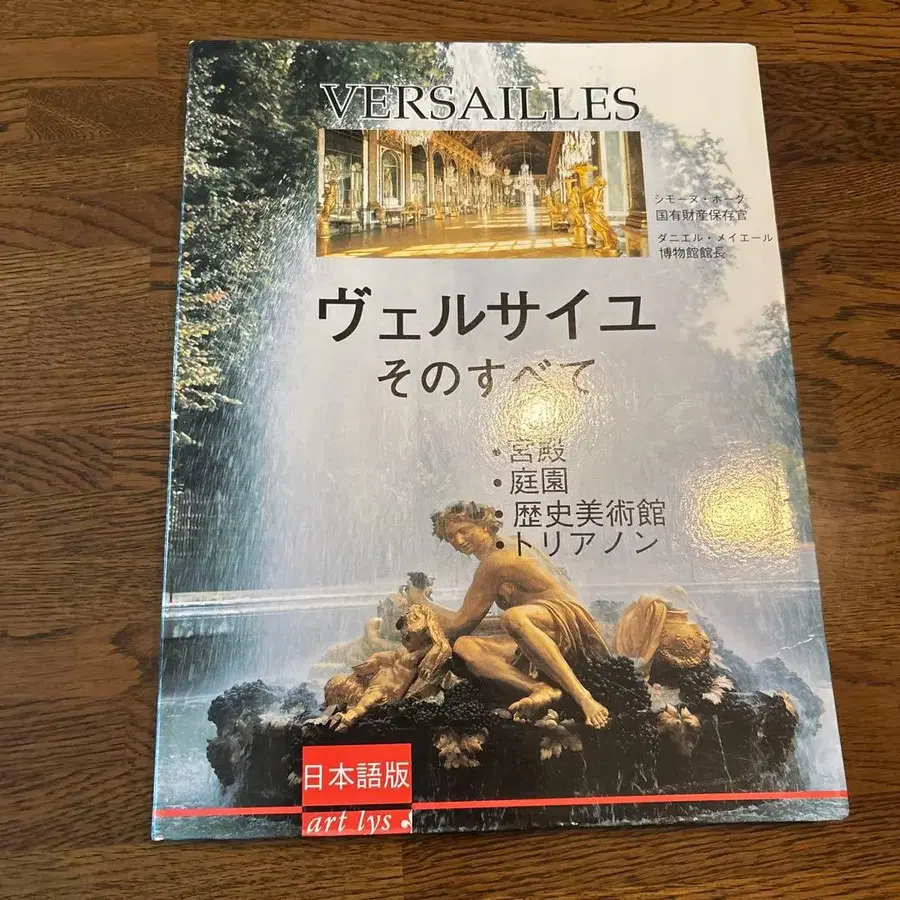 VERSAILLES
シモーヌ・ホーグ
国有財産保存官
ダニエル・メイエール
博物館館長
ヴェルサイユ
そのすべて
・宮殿
・庭園
・歴史美術館
・トリアノン
日本語版
art lys